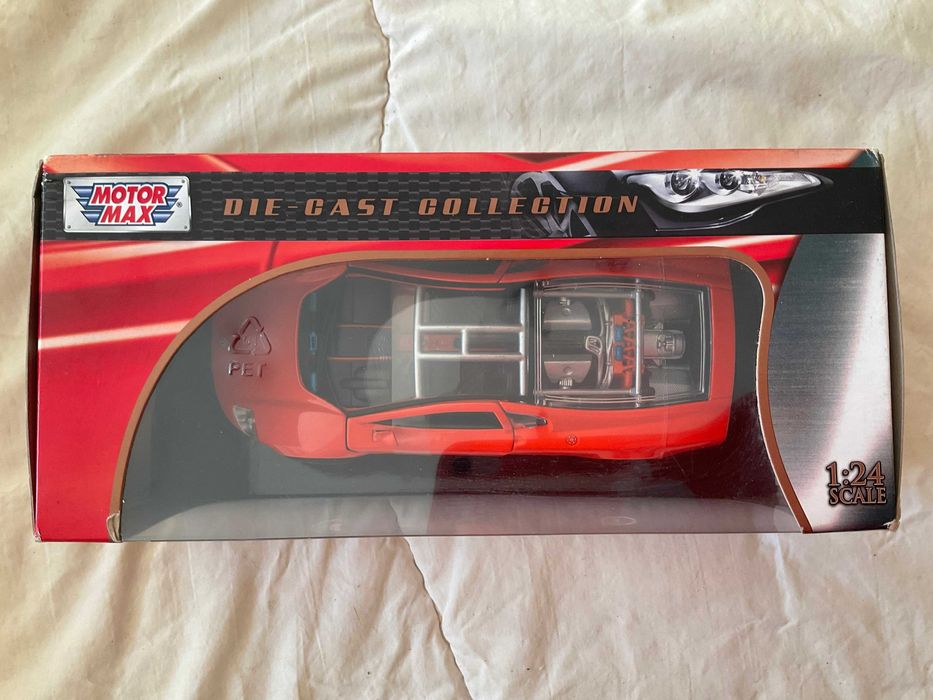 MOTOR
MAX
®
DIE-CAST COLLECTION
PET
1:24
SCALE